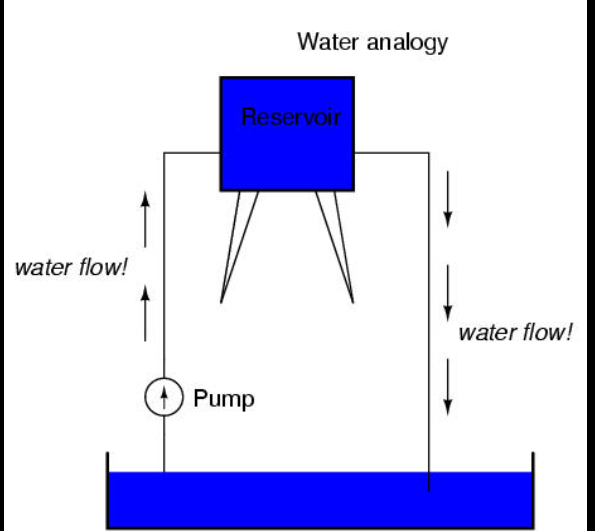 Water analogy
Reservoir
water flow!
water flow!
Pump